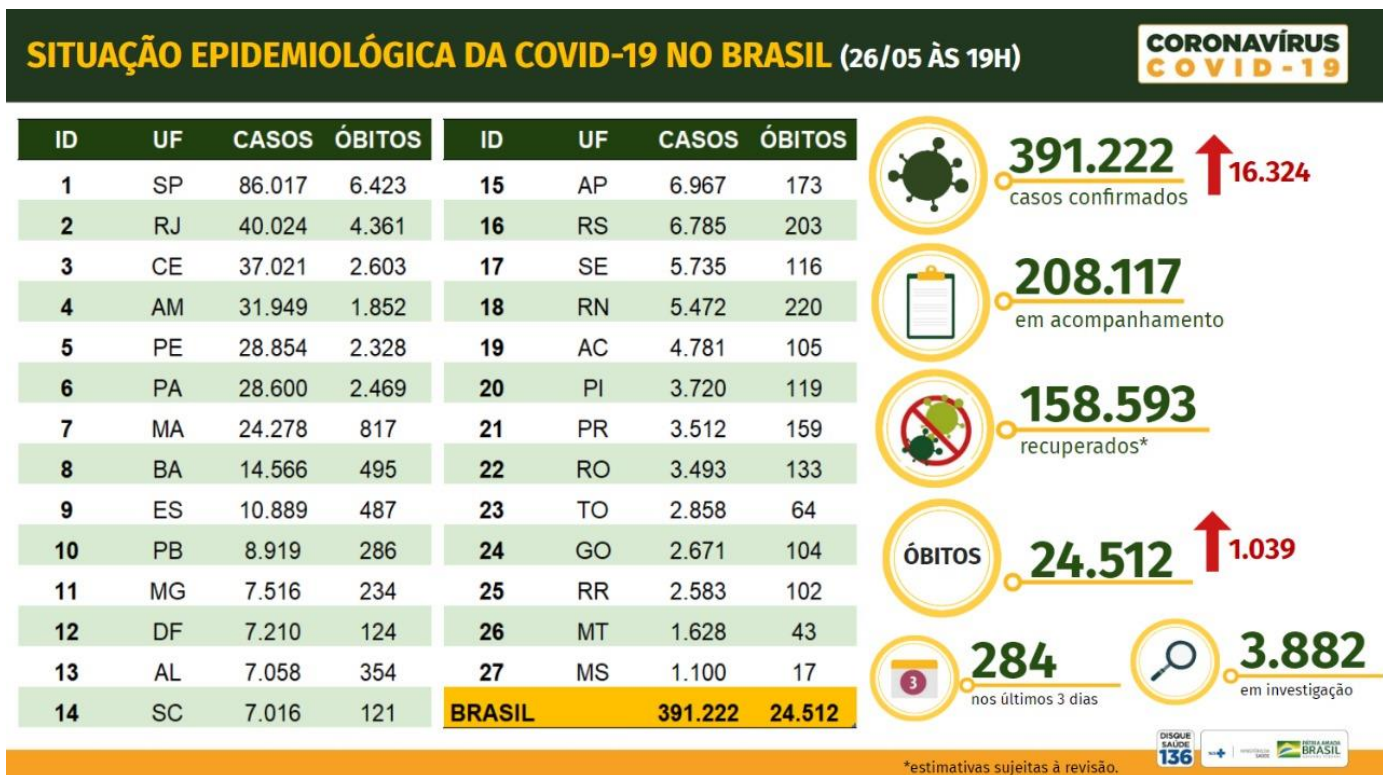 SITUAÇÃO EPIDEMIOLÓGICA DA COVID-19 NO BRASIL (26/05 ÀS 19H)
CORONAVÍRUS
COVID-19
ID UF CASOS ÓBITOS
1 SP 86.017 6.423
2 RJ 40.024 4.361
3 CE 37.021 2.603
4 AM 31.949 1.852
5 PE 28.854 2.328
6 PA 28.600 2.469
7 MA 24.278 817
8 BA 14.566 495
9 ES 10.889 487
10 PB 8.919 286
11 MG 7.516 234
12 DF 7.210 124
13 AL 7.058 354
14 SC 7.016 121
ID UF CASOS ÓBITOS
15 AP 6.967 173
16 RS 6.785 203
17 SE 5.735 116
18 RN 5.472 220
19 AC 4.781 105
20 PI 3.720 119
21 PR 3.512 159
22 RO 3.493 133
23 TO 2.858 64
24 GO 2.671 104
25 RR 2.583 102
26 MT 1.628 43
27 MS 1.100 17
BRASIL 391.222 24.512
391.222 16.324
casos confirmados
208.117
em acompanhamento
158.593
recuperados*
ÓBITOS 24.512 1.039
3 284
nos últimos 3 dias
3.882
em investigação
*estimativas sujeitas à revisão.
DISQUE
SAÚDE
136
BRASIL